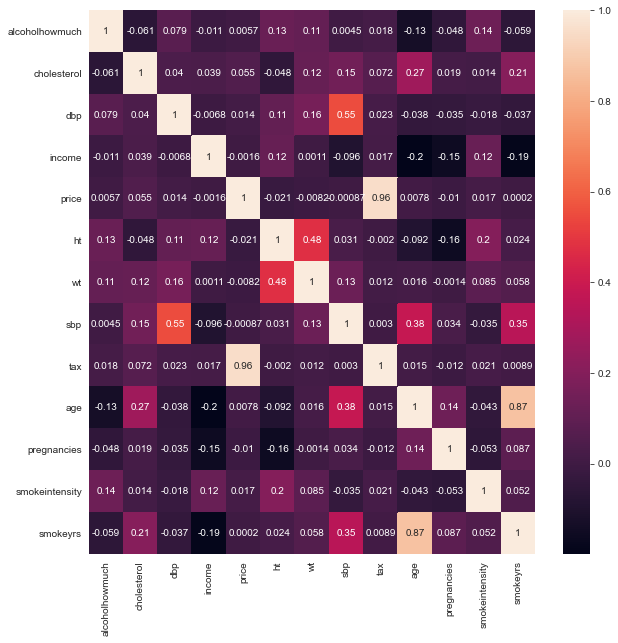 alcoholhowmuch 1 -0.061 0.079 -0.011 0.0057 0.13 0.11 0.0045 0.018 -0.13 -0.048 0.14 -0.059
cholesterol -0.061 1 0.04 0.039 0.055 -0.048 0.12 0.15 0.072 0.27 0.019 0.014 0.21
dbp 0.079 0.04 1 -0.0068 0.014 0.11 0.16 0.55 0.023 -0.038 -0.035 -0.018 -0.037
income -0.011 0.039 -0.0068 1 -0.0016 0.12 0.0011 -0.096 0.017 -0.2 -0.15 0.12 -0.19
price 0.0057 0.055 0.014 -0.0016 1 -0.021 -0.0082 -0.00087 0.96 0.0078 -0.01 0.017 0.0002
ht 0.13 -0.048 0.11 0.12 -0.021 1 0.48 0.031 -0.002 -0.092 -0.16 0.2 0.024
wt 0.11 0.12 0.16 0.0011 -0.0082 0.48 1 0.13 0.012 0.016 -0.0014 0.085 0.058
sbp 0.0045 0.15 0.55 -0.096 -0.00087 0.031 0.13 1 0.003 0.38 0.034 -0.035 0.35
tax 0.018 0.072 0.023 0.017 0.96 -0.002 0.012 0.003 1 0.015 -0.012 0.021 0.0089
age -0.13 0.27 -0.038 -0.2 0.0078 -0.092 0.016 0.38 0.015 1 0.14 -0.043 0.87
pregnancies -0.048 0.019 -0.035 -0.15 -0.01 -0.16 -0.0014 0.034 -0.012 0.14 1 -0.053 0.087
smokeintensity 0.14 0.014 -0.018 0.12 0.017 0.2 0.085 -0.035 0.021 -0.043 -0.053 1 0.052
smokeyrs -0.059 0.21 -0.037 -0.19 0.0002 0.024 0.058 0.35 0.0089 0.87 0.087 0.052 1
alcoholhowmuch
cholesterol
dbp
income
price
ht
wt
sbp
tax
age
pregnancies
smokeintensity
smokeyrs
1.0
0.8
0.6
0.4
0.2
0.0